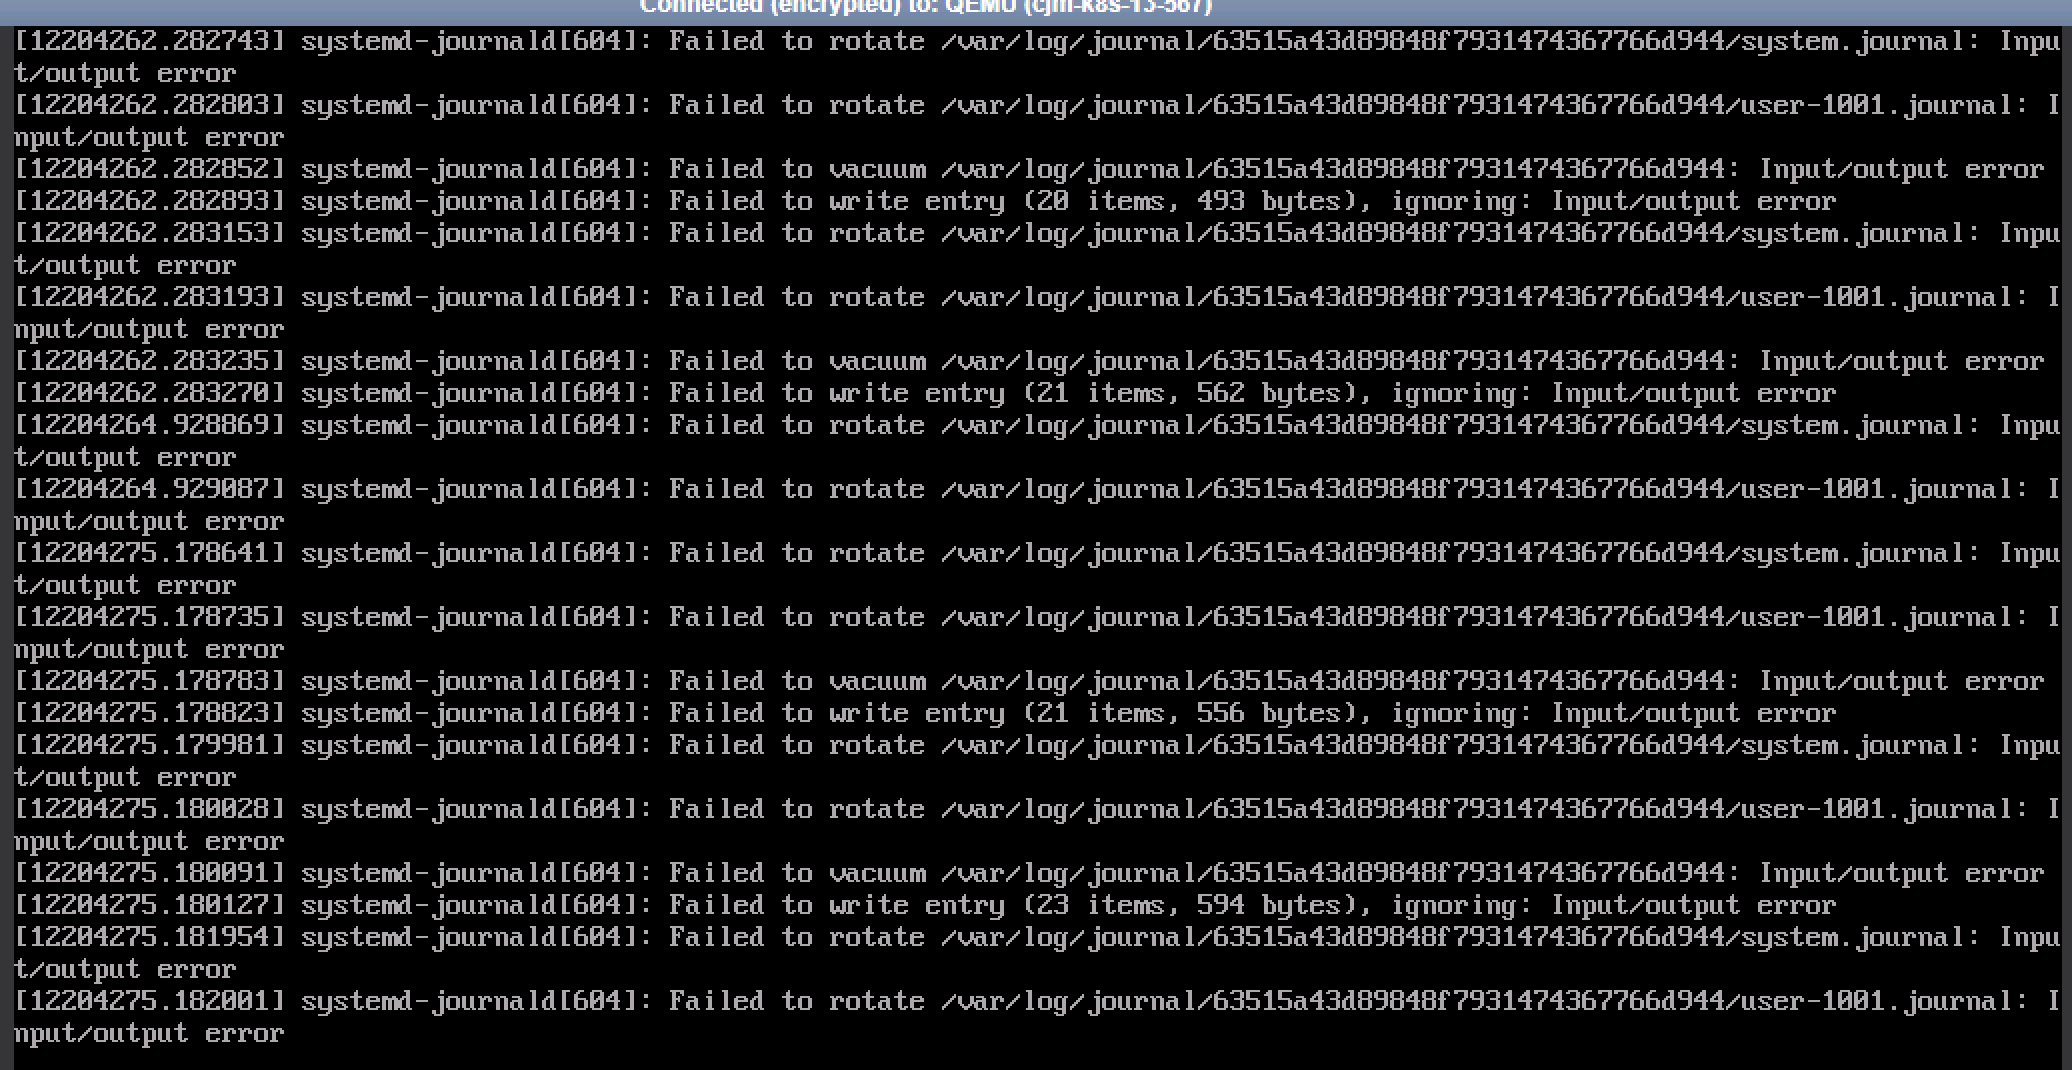 Connected (encrypted) to: QEMU (cjm-k8s-13-567)
[12204262.282743] systemd-journald[604]: Failed to rotate /var/log/journal/63515a43d89848f7931474367766d944/system.journal: Inpu
t/output error
[12204262.282803] systemd-journald[604]: Failed to rotate /var/log/journal/63515a43d89848f7931474367766d944/user-1001.journal: I
nput/output error
[12204262.282852] systemd-journald[604]: Failed to vacuum /var/log/journal/63515a43d89848f7931474367766d944: Input/output error
[12204262.282893] systemd-journald[604]: Failed to write entry (20 items, 493 bytes), ignoring: Input/output error
[12204262.283153] systemd-journald[604]: Failed to rotate /var/log/journal/63515a43d89848f7931474367766d944/system.journal: Inpu
t/output error
[12204262.283193] systemd-journald[604]: Failed to rotate /var/log/journal/63515a43d89848f7931474367766d944/user-1001.journal: I
nput/output error
[12204262.283235] systemd-journald[604]: Failed to vacuum /var/log/journal/63515a43d89848f7931474367766d944: Input/output error
[12204262.283270] systemd-journald[604]: Failed to write entry (21 items, 562 bytes), ignoring: Input/output error
[12204264.928869] systemd-journald[604]: Failed to rotate /var/log/journal/63515a43d89848f7931474367766d944/system.journal: Inpu
t/output error
[12204264.929087] systemd-journald[604]: Failed to rotate /var/log/journal/63515a43d89848f7931474367766d944/user-1001.journal: I
nput/output error
[12204275.178641] systemd-journald[604]: Failed to rotate /var/log/journal/63515a43d89848f7931474367766d944/system.journal: Inpu
t/output error
[12204275.178735] systemd-journald[604]: Failed to rotate /var/log/journal/63515a43d89848f7931474367766d944/user-1001.journal: I
nput/output error
[12204275.178783] systemd-journald[604]: Failed to vacuum /var/log/journal/63515a43d89848f7931474367766d944: Input/output error
[12204275.178823] systemd-journald[604]: Failed to write entry (21 items, 556 bytes), ignoring: Input/output error
[12204275.179981] systemd-journald[604]: Failed to rotate /var/log/journal/63515a43d89848f7931474367766d944/system.journal: Inpu
t/output error
[12204275.180028] systemd-journald[604]: Failed to rotate /var/log/journal/63515a43d89848f7931474367766d944/user-1001.journal: I
nput/output error
[12204275.180091] systemd-journald[604]: Failed to vacuum /var/log/journal/63515a43d89848f7931474367766d944: Input/output error
[12204275.180127] systemd-journald[604]: Failed to write entry (23 items, 594 bytes), ignoring: Input/output error
[12204275.181954] systemd-journald[604]: Failed to rotate /var/log/journal/63515a43d89848f7931474367766d944/system.journal: Inpu
t/output error
[12204275.182001] systemd-journald[604]: Failed to rotate /var/log/journal/63515a43d89848f7931474367766d944/user-1001.journal: I
nput/output error